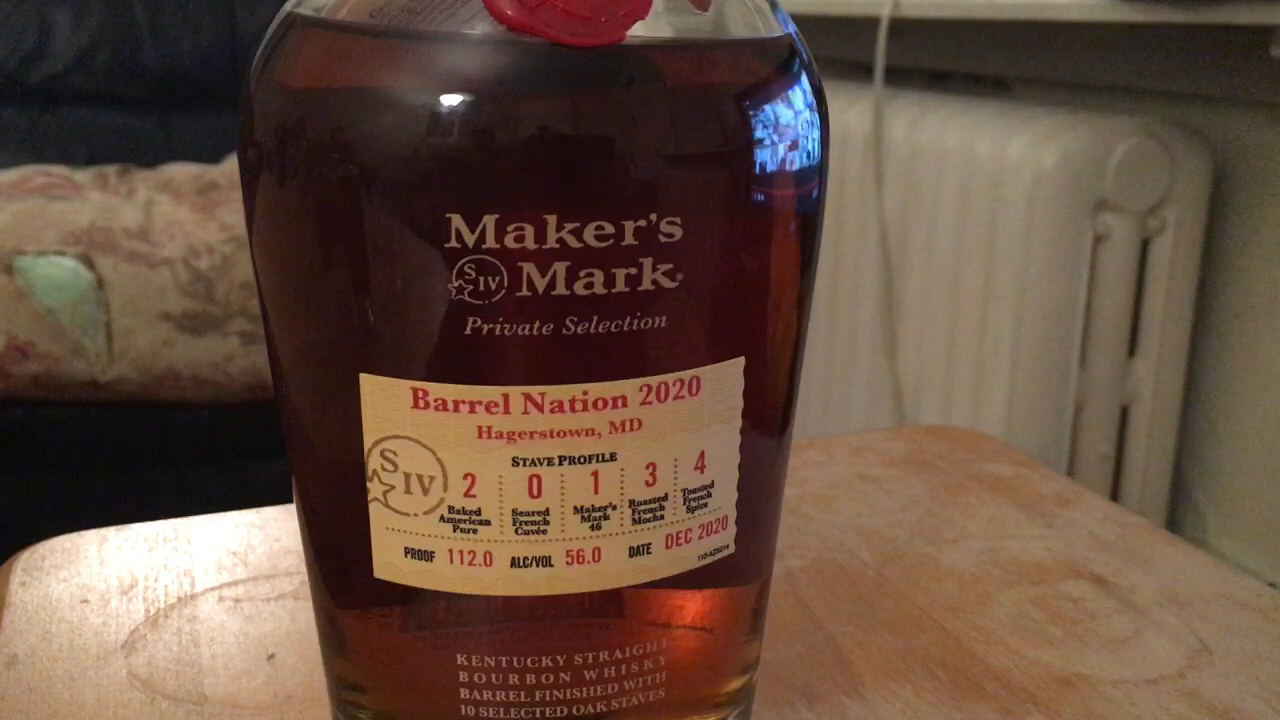 Maker's
SIV Mark®
Private Selection
Barrel Nation 2020
Hagerstown, MD
STAVE PROFILE
SIV
2 0 1 3 4
Baked American Pure
Seared French Cuvée
Maker's Mark 46
Roasted French Mocha
Toasted French Spice
PROOF 112.0 ALC/VOL 56.0 DATE DEC 2020
KENTUCKY STRAIGHT
BOURBON WHISKY
BARREL FINISHED WITH
10 SELECTED OAK STAVES